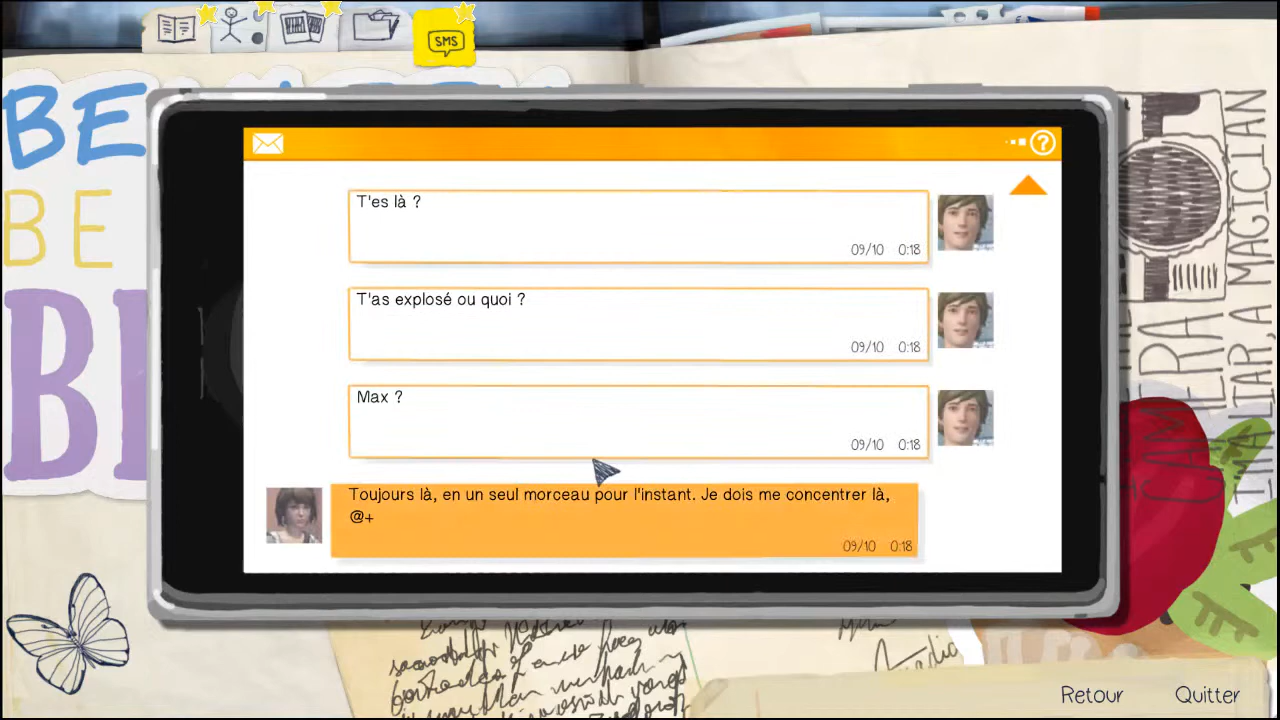 SMS
BE
BE
T'es là ?
09/10 0:18
T'as explosé ou quoi ?
09/10 0:18
Max ?
09/10 0:18
Toujours là, en un seul morceau pour l'instant. Je dois me concentrer là,
@+
09/10 0:18
CAMERA
LIAR, A MAGICIAN
Retour
Quitter